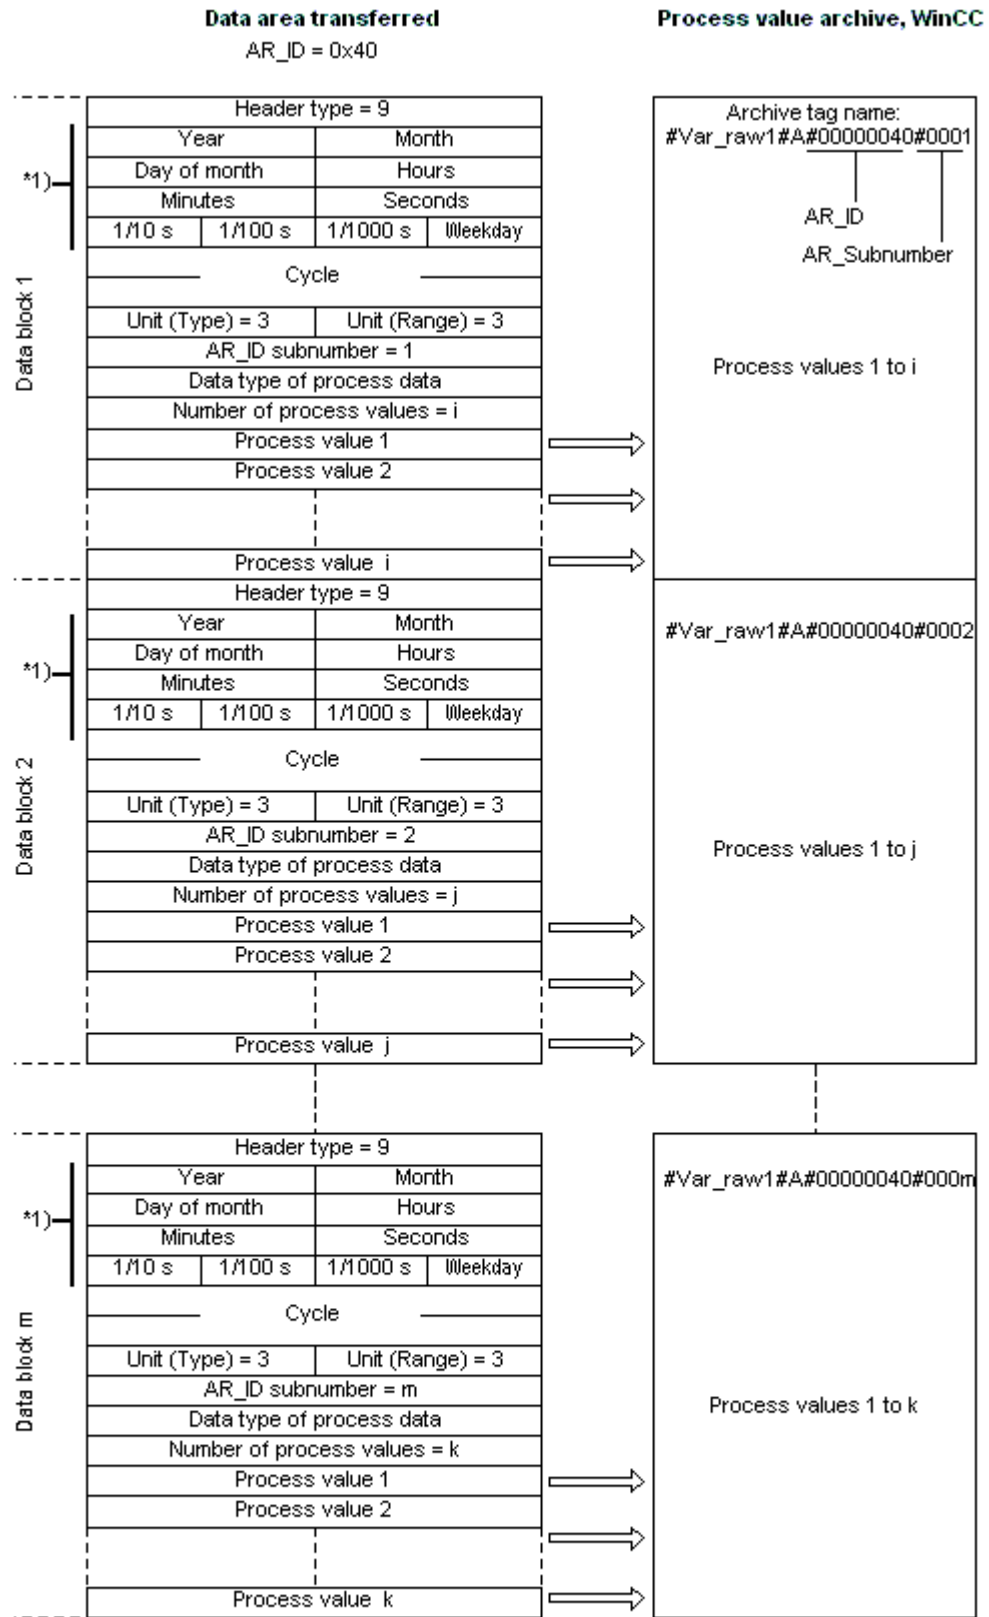 Data area transferred
Process value archive, WinCC
AR_ID = 0x40
Data block 1
*1)
Header type = 9
Year Month
Day of month Hours
Minutes Seconds
1/10 s 1/100 s 1/1000 s Weekday
Cycle
Unit (Type) = 3 Unit (Range) = 3
AR_ID subnumber = 1
Data type of process data
Number of process values = i
Process value 1
Process value 2
Process value i
Archive tag name:
#Var_raw1#A#00000040#0001
AR_ID
AR_Subnumber
Process values 1 to i
Data block 2
*1)
Header type = 9
Year Month
Day of month Hours
Minutes Seconds
1/10 s 1/100 s 1/1000 s Weekday
Cycle
Unit (Type) = 3 Unit (Range) = 3
AR_ID subnumber = 2
Data type of process data
Number of process values = j
Process value 1
Process value 2
Process value j
#Var_raw1#A#00000040#0002
Process values 1 to j
Data block m
*1)
Header type = 9
Year Month
Day of month Hours
Minutes Seconds
1/10 s 1/100 s 1/1000 s Weekday
Cycle
Unit (Type) = 3 Unit (Range) = 3
AR_ID subnumber = m
Data type of process data
Number of process values = k
Process value 1
Process value 2
Process value k
#Var_raw1#A#00000040#000m
Process values 1 to k